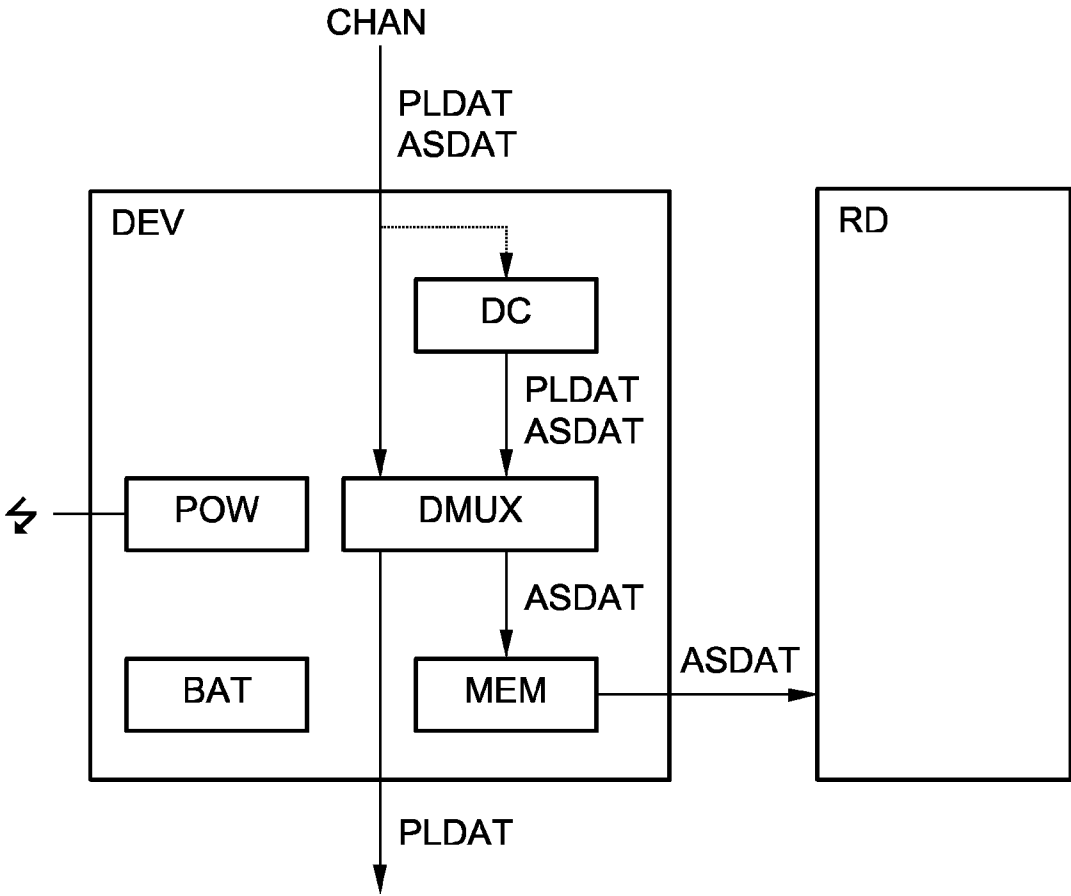 CHAN
PLDAT
ASDAT
DEV
RD
DC
PLDAT
ASDAT
POW
DMUX
ASDAT
BAT
MEM
ASDAT
PLDAT